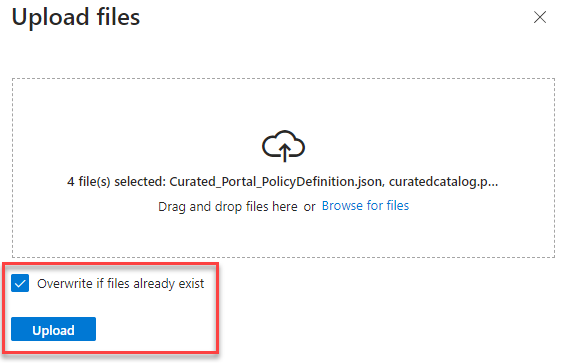 Upload files
4 file(s) selected: Curated_Portal_PolicyDefinition.json, curatedcatalog.p...
Drag and drop files here or Browse for files
Overwrite if files already exist
Upload